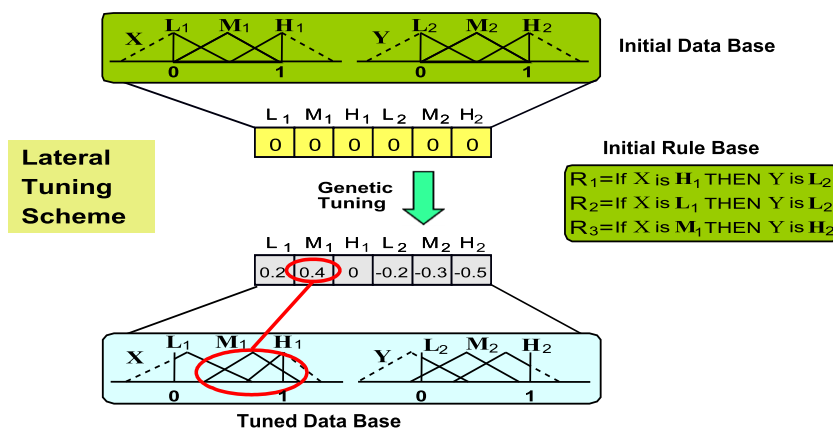 X L1 M1 H1 Y L2 M2 H2
0 1 0 1
Initial Data Base
L1 M1 H1 L2 M2 H2
0 0 0 0 0 0
Lateral
Tuning
Scheme
Genetic
Tuning
Initial Rule Base
R1=If X is H1 THEN Y is L2
R2=If X is L1 THEN Y is L2
R3=If X is M1 THEN Y is H2
L1 M1 H1 L2 M2 H2
0.2 0.4 0 -0.2 -0.3 -0.5
X L1 M1 H1 Y L2 M2 H2
0 1 0 1
Tuned Data Base